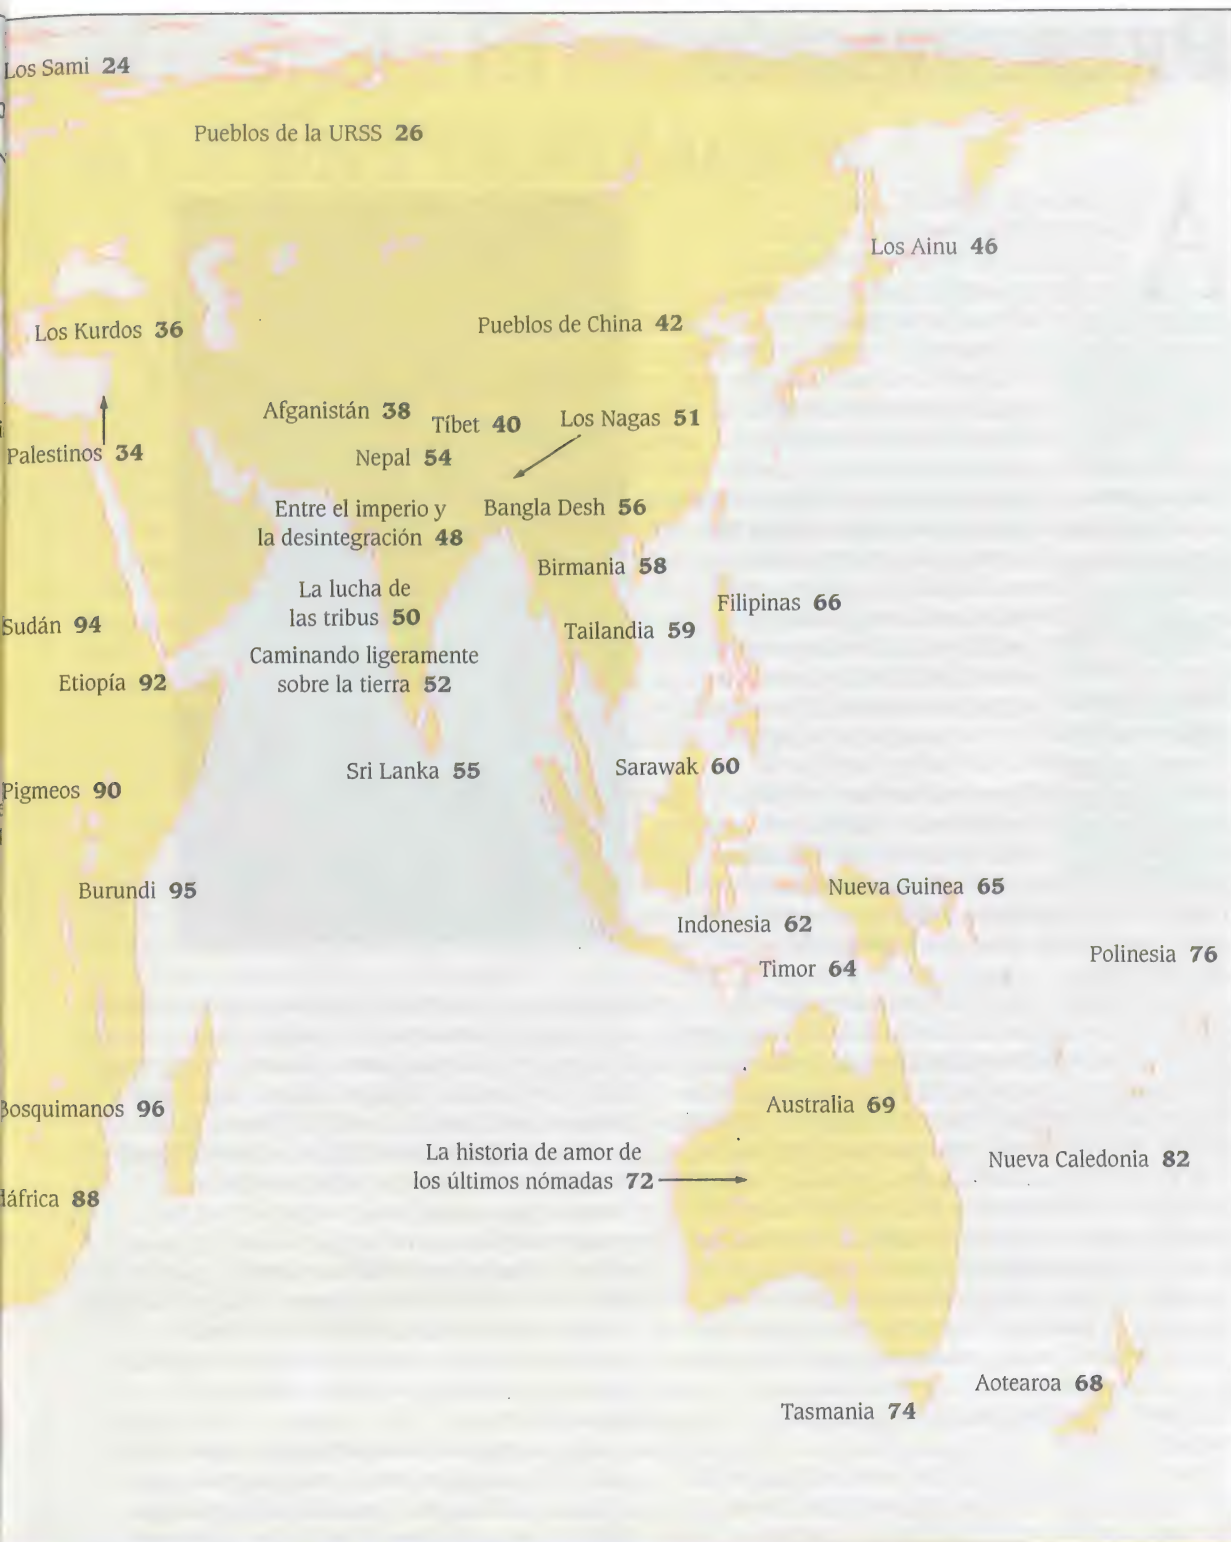 Los Sami 24
Pueblos de la URSS 26
Los Ainu 46
Los Kurdos 36
Pueblos de China 42
Afganistán 38
Tíbet 40
Los Nagas 51
Palestinos 34
Nepal 54
Entre el imperio y
la desintegración 48
Bangla Desh 56
Birmania 58
La lucha de
las tribus 50
Filipinas 66
Sudán 94
Tailandia 59
Caminando ligeramente
sobre la tierra 52
Etiopía 92
Sri Lanka 55
Sarawak 60
Pigmeos 90
Burundi 95
Nueva Guinea 65
Indonesia 62
Timor 64
Polinesia 76
Bosquimanos 96
Australia 69
La historia de amor de
los últimos nómadas 72
Nueva Caledonia 82
dáfrica 88
Aotearoa 68
Tasmania 74